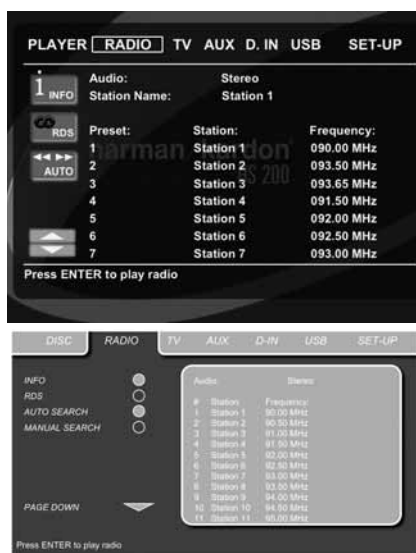 PLAYER RADIO TV AUX D. IN USB SET-UP
i INFO
Audio: Stereo
Station Name: Station 1
RDS
AUTO
Preset: Station: Frequency:
1 Station 1 090.00 MHz
2 Station 2 093.50 MHz
3 Station 3 093.65 MHz
4 Station 4 091.50 MHz
5 Station 5 092.00 MHz
6 Station 6 092.50 MHz
7 Station 7 093.00 MHz
harman kardon
200
Press ENTER to play radio
DISC RADIO TV AUX D-IN USB SET-UP
INFO
RDS
AUTO SEARCH
MANUAL SEARCH
PAGE DOWN
Audio: Stereo
# Station Frequency:
1 Station 1 90.00 MHz
2 Station 2 90.50 MHz
3 Station 3 91.00 MHz
4 Station 4 91.50 MHz
5 Station 5 92.00 MHz
6 Station 6 92.50 MHz
7 Station 7 93.00 MHz
8 Station 8 93.00 MHz
9 Station 9 94.00 MHz
10 Station 10 94.50 MHz
11 Station 11 95.00 MHz
Press ENTER to play radio